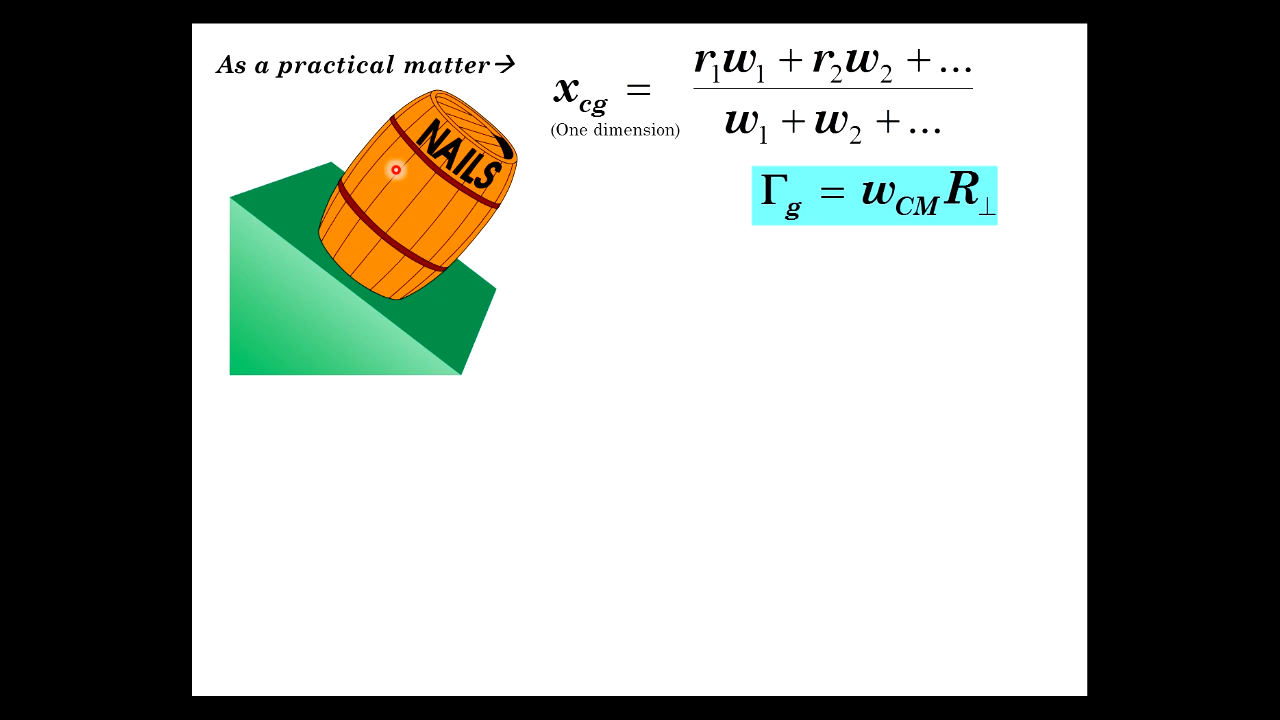 As a practical matter→
x_cg = (r₁w₁ + r₂w₂ + ...) / (w₁ + w₂ + ...)
(One dimension)
NAILS
Γ_g = w_CM R_⊥